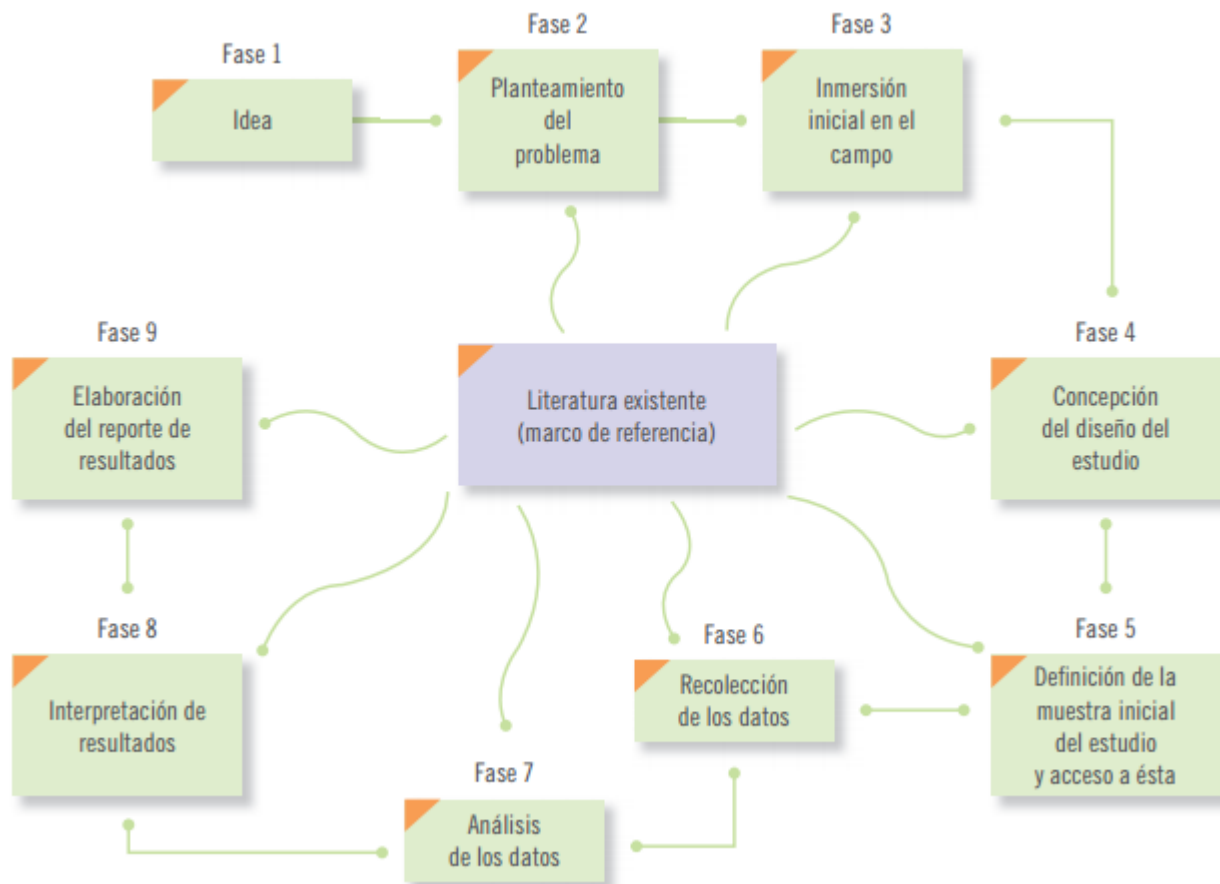 Fase 1
Idea
Fase 2
Planteamiento
del
problema
Fase 3
Inmersión
inicial en el
campo
Fase 4
Concepción
del diseño del
estudio
Fase 5
Definición de la
muestra inicial
del estudio
y acceso a ésta
Fase 6
Recolección
de los datos
Fase 7
Análisis
de los datos
Fase 8
Interpretación de
resultados
Fase 9
Elaboración
del reporte de
resultados
Literatura existente
(marco de referencia)